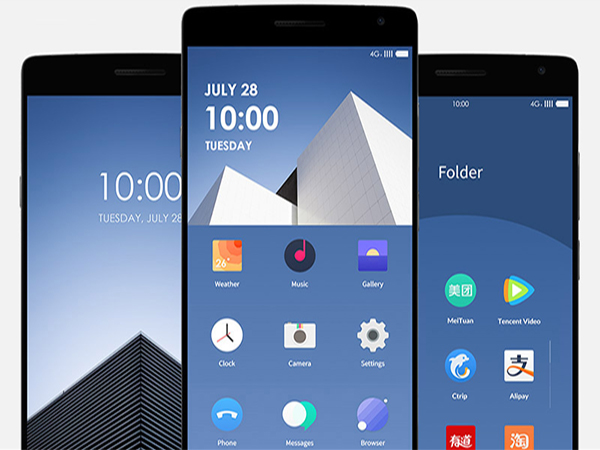 10:00
TUESDAY, JULY 28
4G
JULY 28
10:00
TUESDAY
26°
Weather
Music
Gallery
Clock
Camera
Settings
Phone
Messages
Browser
10:00
4G
Folder
美团
MeiTuan
Tencent Video
Ctrip
支
Alipay
有道
淘